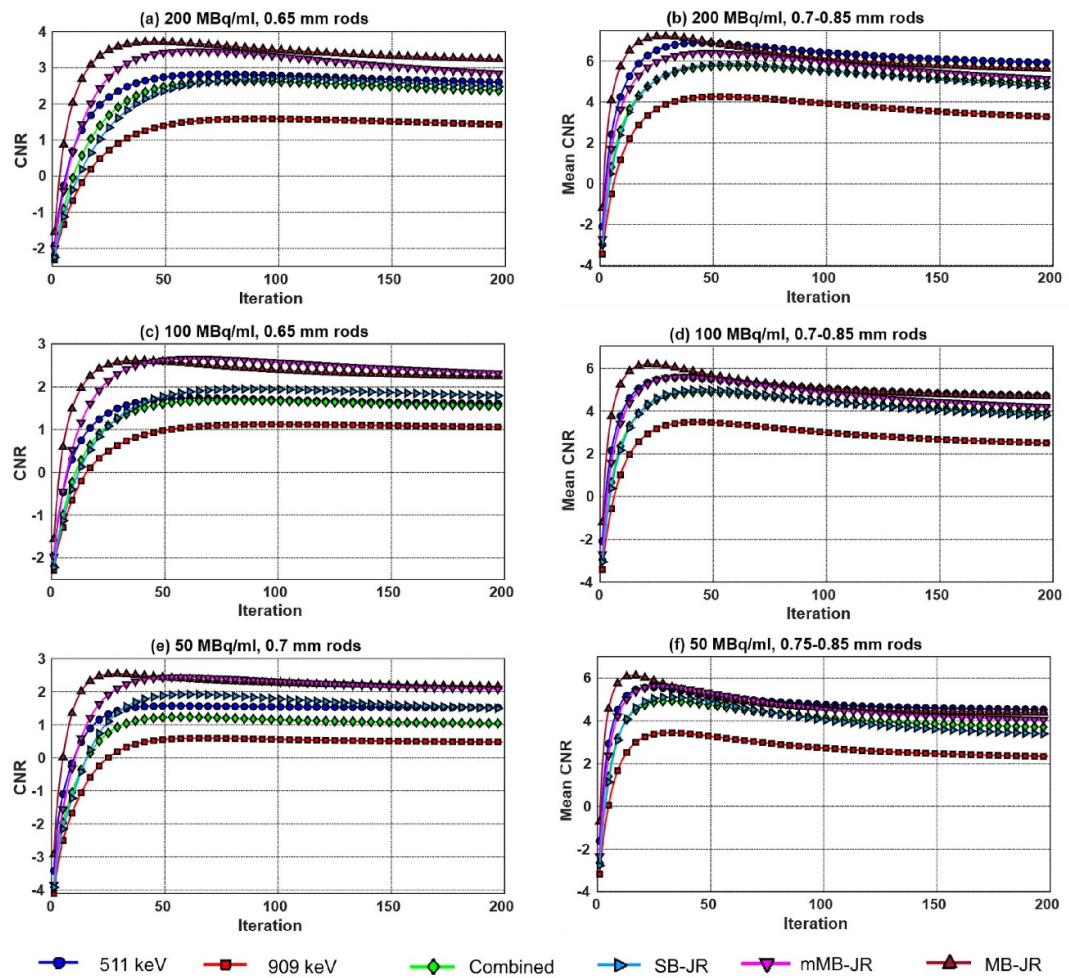 (a) 200 MBq/ml, 0.65 mm rods
4
3
2
1
0
-1
-2
CNR
0 50 100 150 200
Iteration
(b) 200 MBq/ml, 0.7-0.85 mm rods
6
4
2
0
-2
-4
Mean CNR
0 50 100 150 200
Iteration
(c) 100 MBq/ml, 0.65 mm rods
3
2
1
0
-1
-2
CNR
0 50 100 150 200
Iteration
(d) 100 MBq/ml, 0.7-0.85 mm rods
6
4
2
0
-2
-4
Mean CNR
0 50 100 150 200
Iteration
(e) 50 MBq/ml, 0.7 mm rods
3
2
1
0
-1
-2
-3
-4
CNR
0 50 100 150 200
Iteration
(f) 50 MBq/ml, 0.75-0.85 mm rods
6
4
2
0
-2
-4
Mean CNR
0 50 100 150 200
Iteration
511 keV 909 keV Combined SB-JR mMB-JR MB-JR